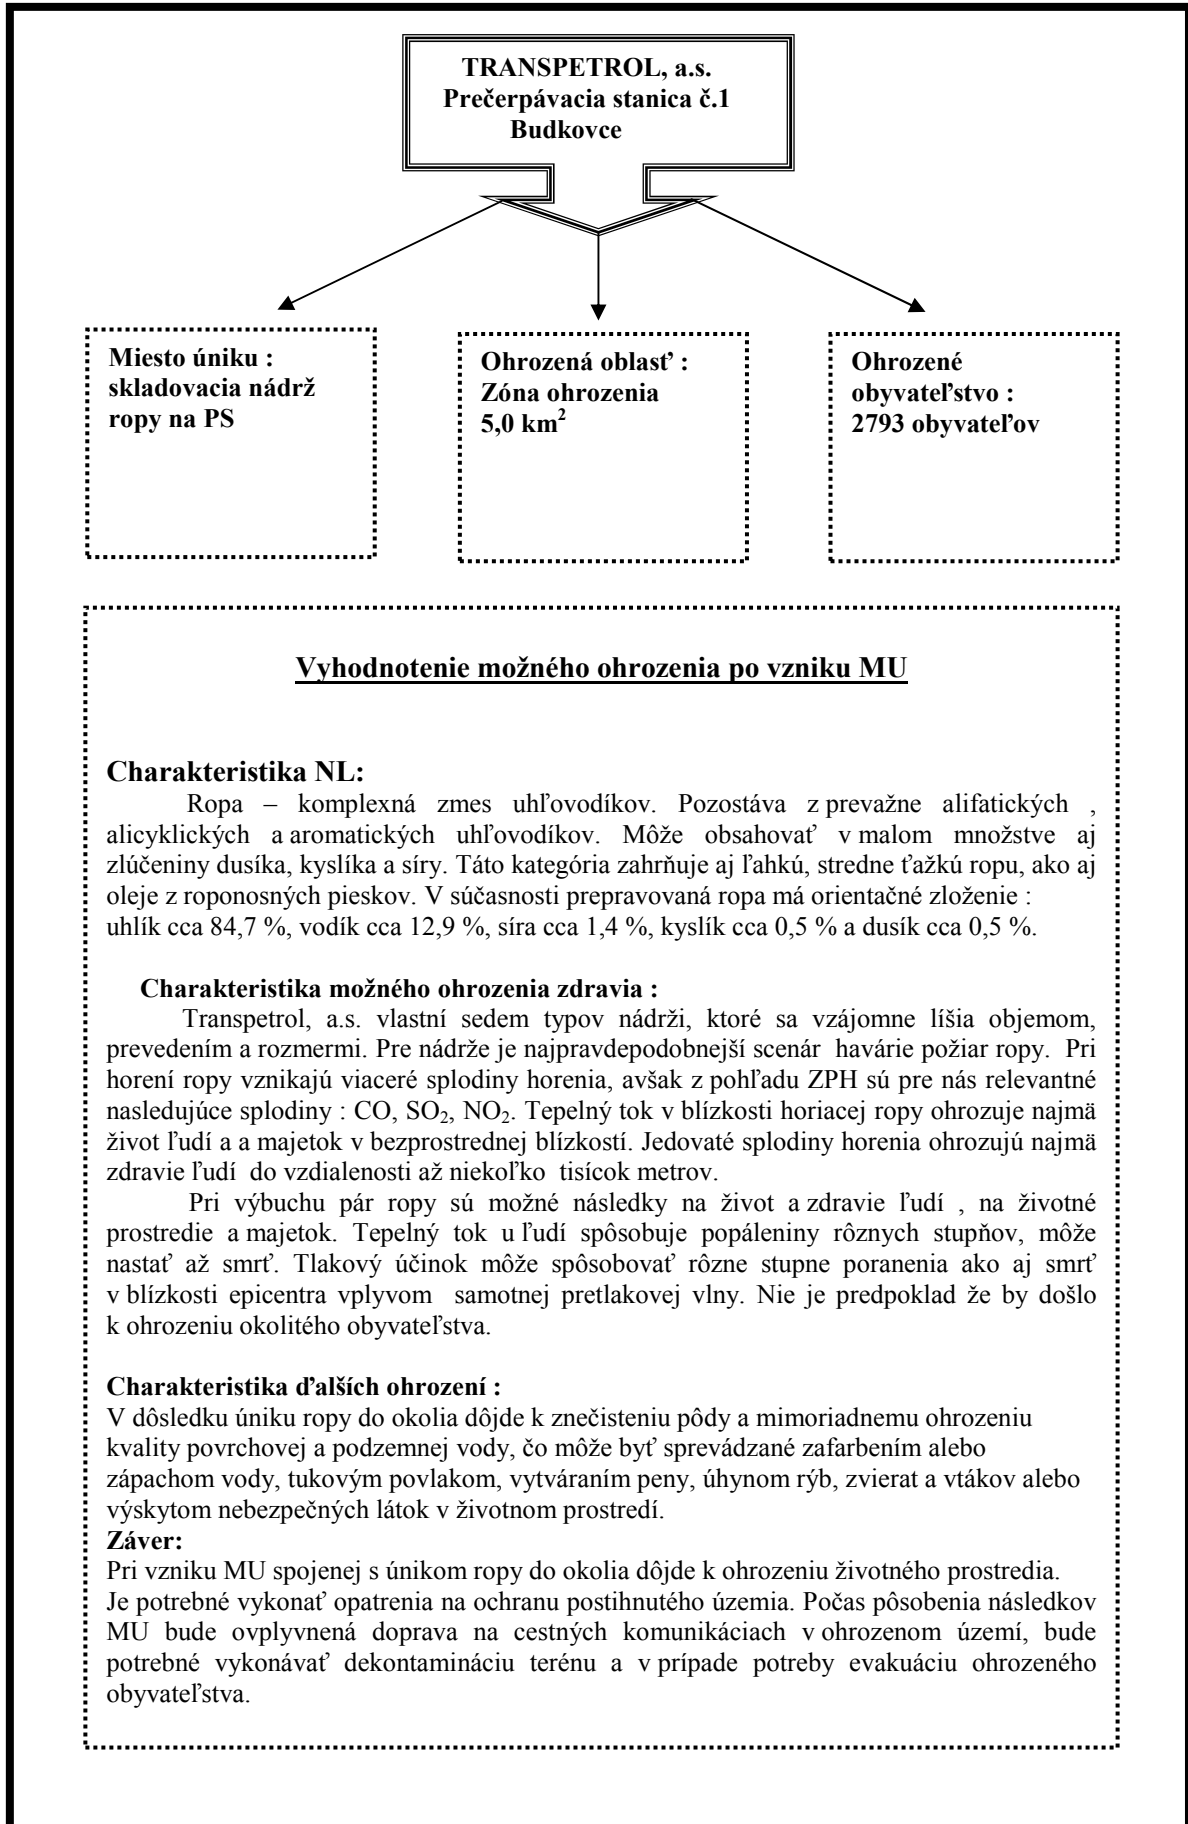 TRANSPETROL, a.s.
Prečerpávacia stanica č.1
Budkovce
Miesto úniku :
skladovacia nádrž
ropy na PS
Ohrozená oblasť :
Zóna ohrozenia
5,0 km²
Ohrozené
obyvateľstvo :
2793 obyvateľov
Vyhodnotenie možného ohrozenia po vzniku MU
Charakteristika NL:
Ropa – komplexná zmes uhľovodíkov. Pozostáva z prevažne alifatických ,
alicyklických a aromatických uhľovodíkov. Môže obsahovať v malom množstve aj
zlúčeniny dusíka, kyslíka a síry. Táto kategória zahrňuje aj ľahkú, stredne ťažkú ropu, ako aj
oleje z roponosných pieskov. V súčasnosti prepravovaná ropa má orientačné zloženie :
uhlík cca 84,7 %, vodík cca 12,9 %, síra cca 1,4 %, kyslík cca 0,5 % a dusík cca 0,5 %.
Charakteristika možného ohrozenia zdravia :
Transpetrol, a.s. vlastní sedem typov nádrži, ktoré sa vzájomne líšia objemom,
prevedením a rozmermi. Pre nádrže je najpravdepodobnejší scenár havárie požiar ropy. Pri
horení ropy vznikajú viaceré splodiny horenia, avšak z pohľadu ZPH sú pre nás relevantné
nasledujúce splodiny : CO, SO₂, NO₂. Tepelný tok v blízkosti horiacej ropy ohrozuje najmä
život ľudí a a majetok v bezprostrednej blízkostí. Jedovaté splodiny horenia ohrozujú najmä
zdravie ľudí do vzdialenosti až niekoľko tisícok metrov.
Pri výbuchu pár ropy sú možné následky na život a zdravie ľudí , na životné
prostredie a majetok. Tepelný tok u ľudí spôsobuje popáleniny rôznych stupňov, môže
nastať až smrť. Tlakový účinok môže spôsobovať rôzne stupne poranenia ako aj smrť
v blízkosti epicentra vplyvom samotnej pretlakovej vlny. Nie je predpoklad že by došlo
k ohrozeniu okolitého obyvateľstva.
Charakteristika ďalších ohrození :
V dôsledku úniku ropy do okolia dôjde k znečisteniu pôdy a mimoriadnemu ohrozeniu
kvality povrchovej a podzemnej vody, čo môže byť sprevádzané zafarbením alebo
zápachom vody, tukovým povlakom, vytváraním peny, úhynom rýb, zvierat a vtákov alebo
výskytom nebezpečných látok v životnom prostredí.
Záver:
Pri vzniku MU spojenej s únikom ropy do okolia dôjde k ohrozeniu životného prostredia.
Je potrebné vykonať opatrenia na ochranu postihnutého územia. Počas pôsobenia následkov
MU bude ovplyvnená doprava na cestných komunikáciach v ohrozenom území, bude
potrebné vykonávať dekontamináciu terénu a v prípade potreby evakuáciu ohrozeného
obyvateľstva.